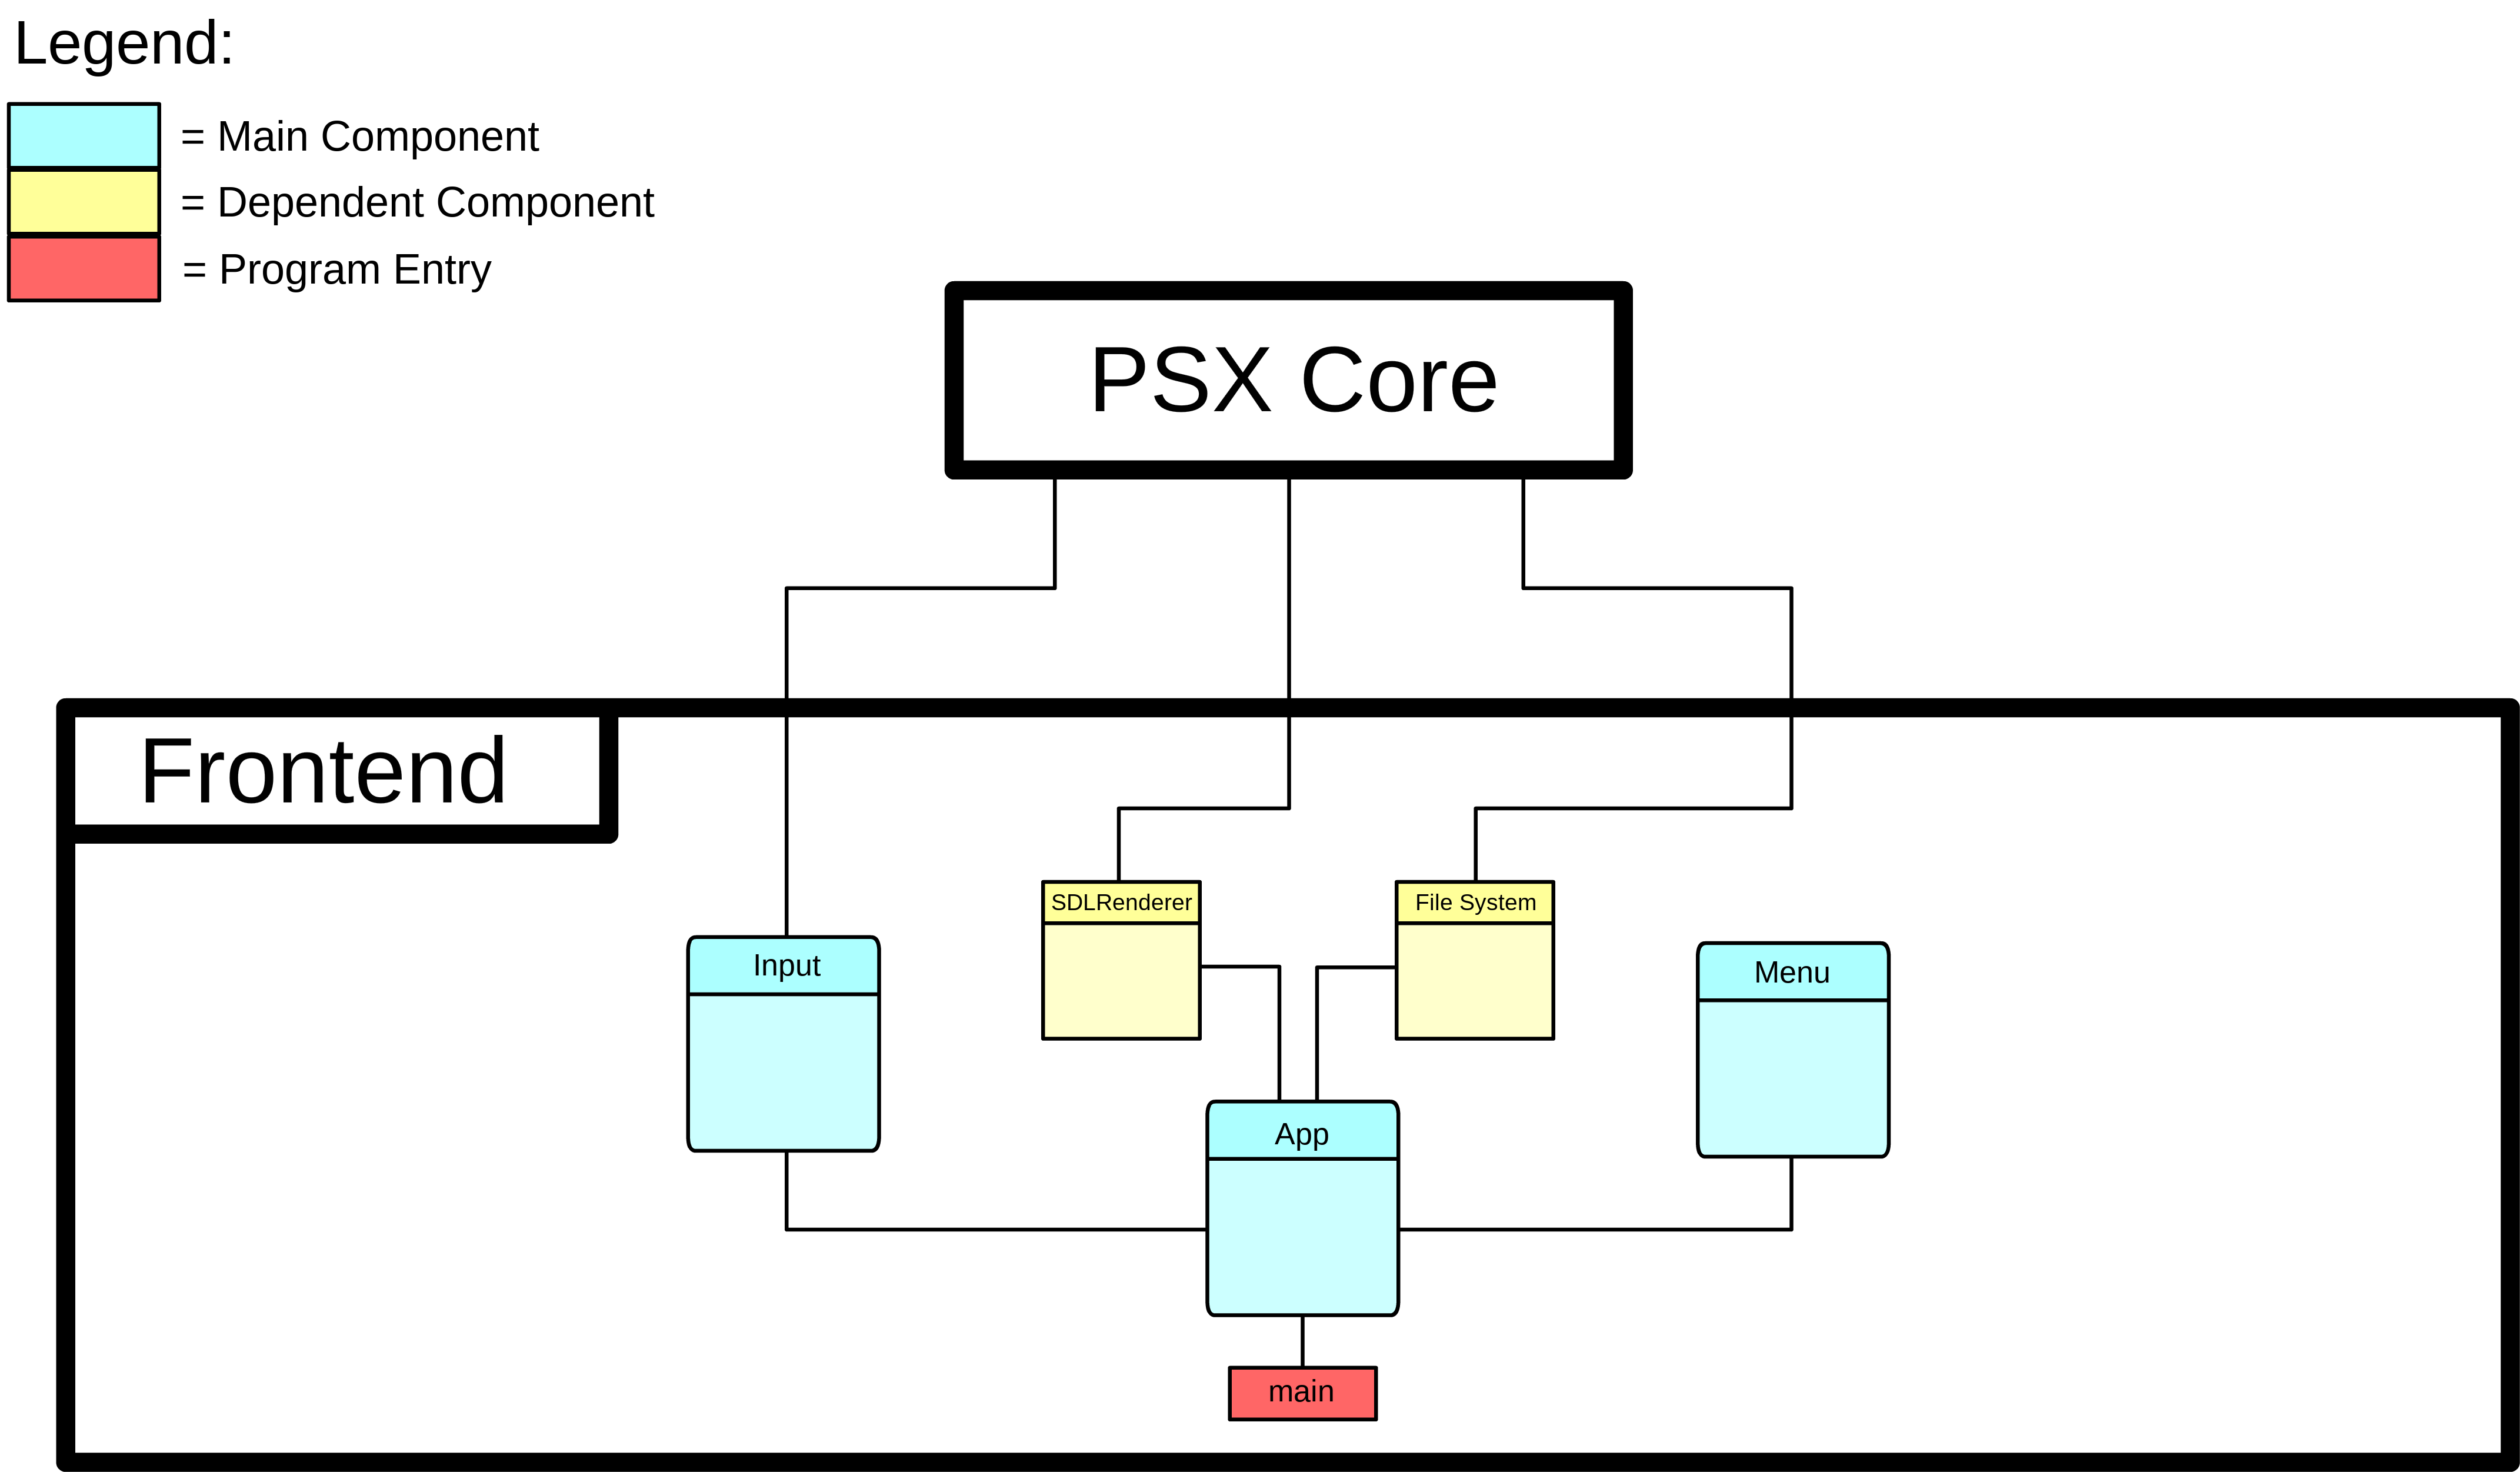 Legend:
= Main Component
= Dependent Component
= Program Entry
PSX Core
Frontend
SDLRenderer
File System
Input
Menu
App
main